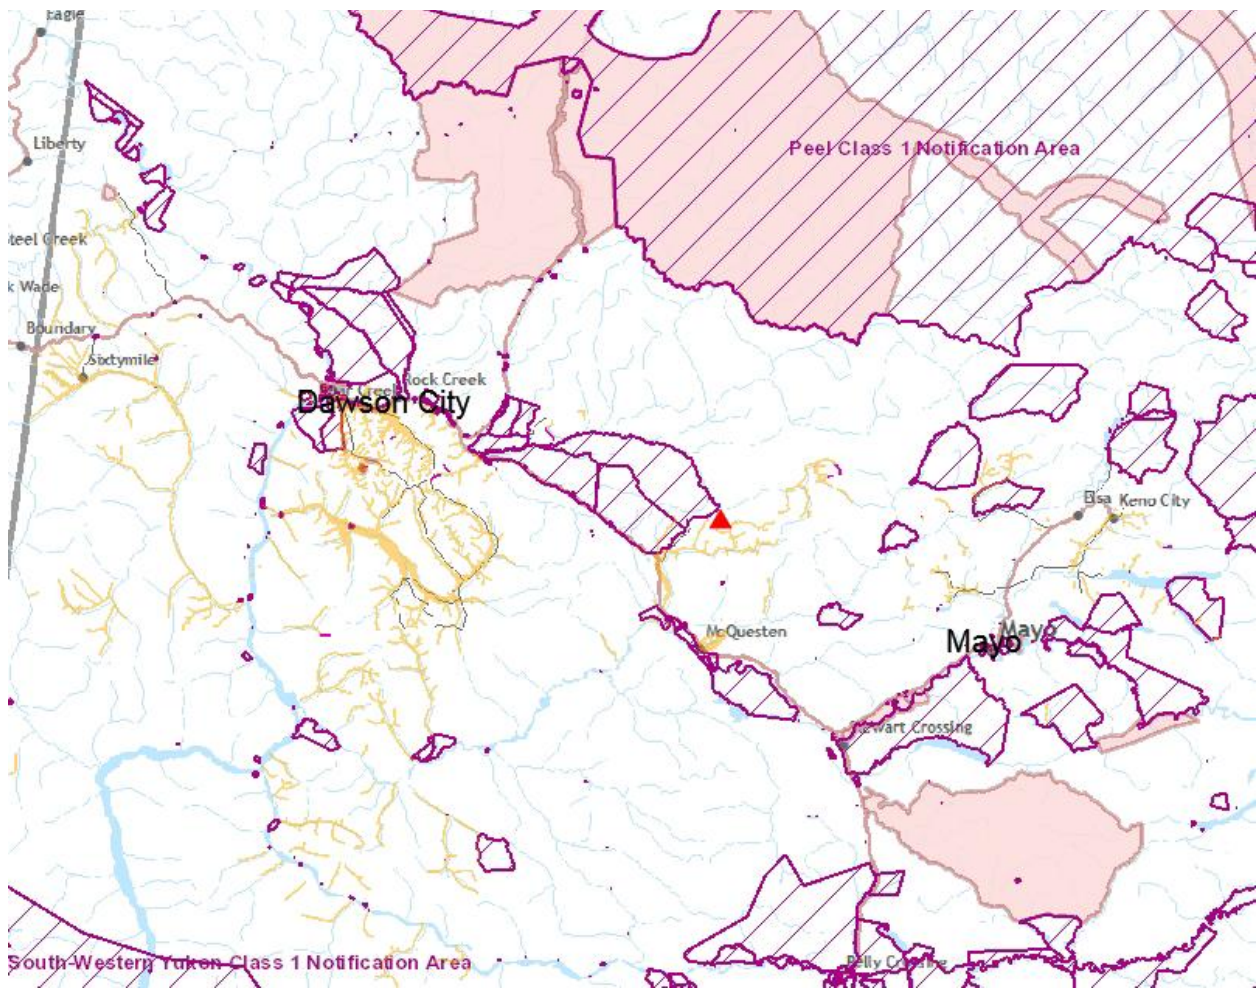 Eagle
Liberty
Peel Class 1 Notification Area
teel Creek
k Wade
Boundary
Sixtymile
Rock Creek
Dawson City
Elsa
Keno City
McQuesten
Mayo
Mayo
Stewart Crossing
South-Western Yukon Class 1 Notification Area
Pelly Crossing